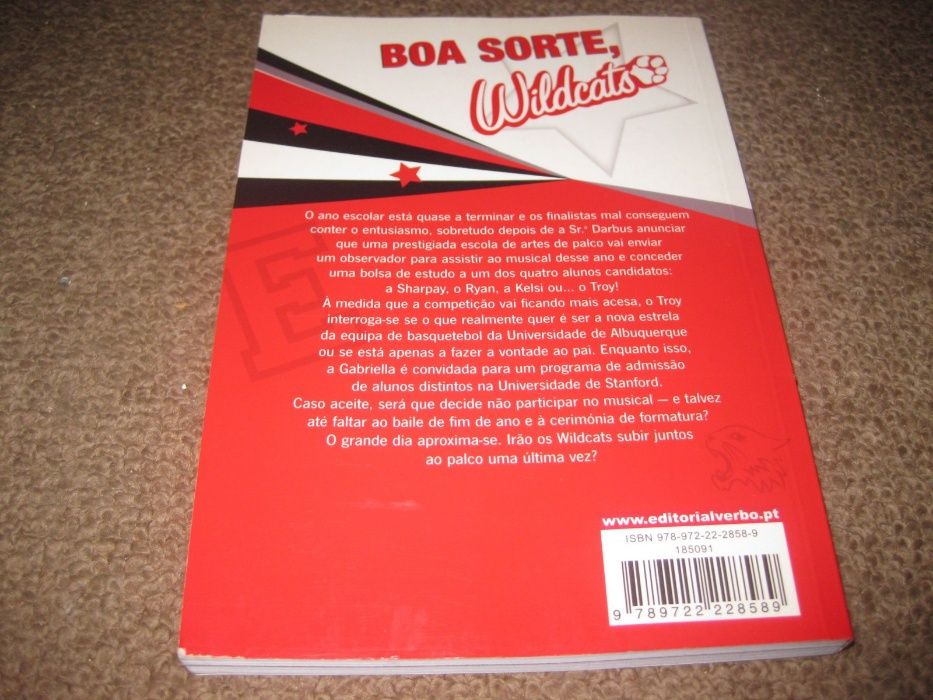 BOA SORTE,
Wildcats
E
O ano escolar está quase a terminar e os finalistas mal conseguem
conter o entusiasmo, sobretudo depois de a Sr.ª Darbus anunciar
que uma prestigiada escola de artes de palco vai enviar
um observador para assistir ao musical desse ano e conceder
uma bolsa de estudo a um dos quatro alunos candidatos:
a Sharpay, o Ryan, a Kelsi ou... o Troy!
À medida que a competição vai ficando mais acesa, o Troy
interroga-se se o que realmente quer é ser a nova estrela
da equipa de basquetebol da Universidade de Albuquerque
ou se está apenas a fazer a vontade ao pai. Enquanto isso,
a Gabriella é convidada para um programa de admissão
de alunos distintos na Universidade de Stanford.
Caso aceite, será que decide não participar no musical — e talvez
até faltar ao baile de fim de ano e à cerimónia de formatura?
O grande dia aproxima-se. Irão os Wildcats subir juntos
ao palco uma última vez?
www.editorialverbo.pt
ISBN 978-972-22-2858-9
185091
9 789722 228589